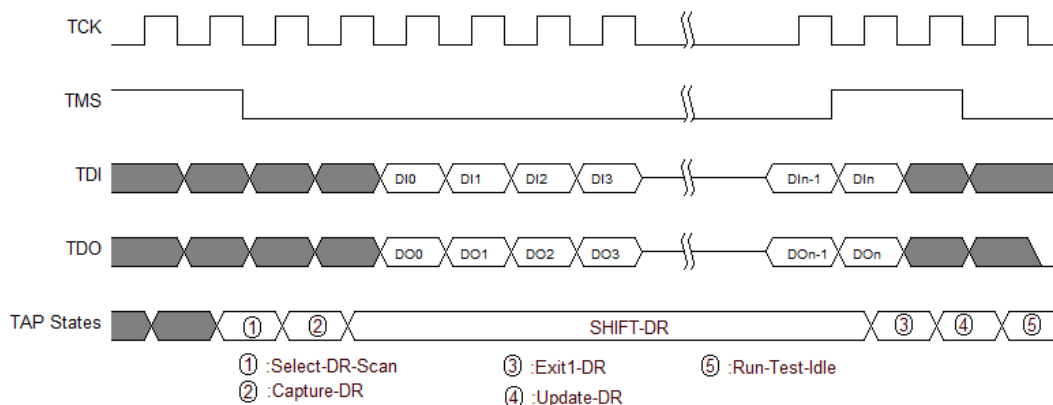 TCK
TMS
TDI DI0 DI1 DI2 DI3 DIn-1 DIn
TDO DO0 DO1 DO2 DO3 DOn-1 DOn
TAP States ① ② SHIFT-DR ③ ④ ⑤
① :Select-DR-Scan ③ :Exit1-DR ⑤ :Run-Test-Idle
② :Capture-DR ④ :Update-DR